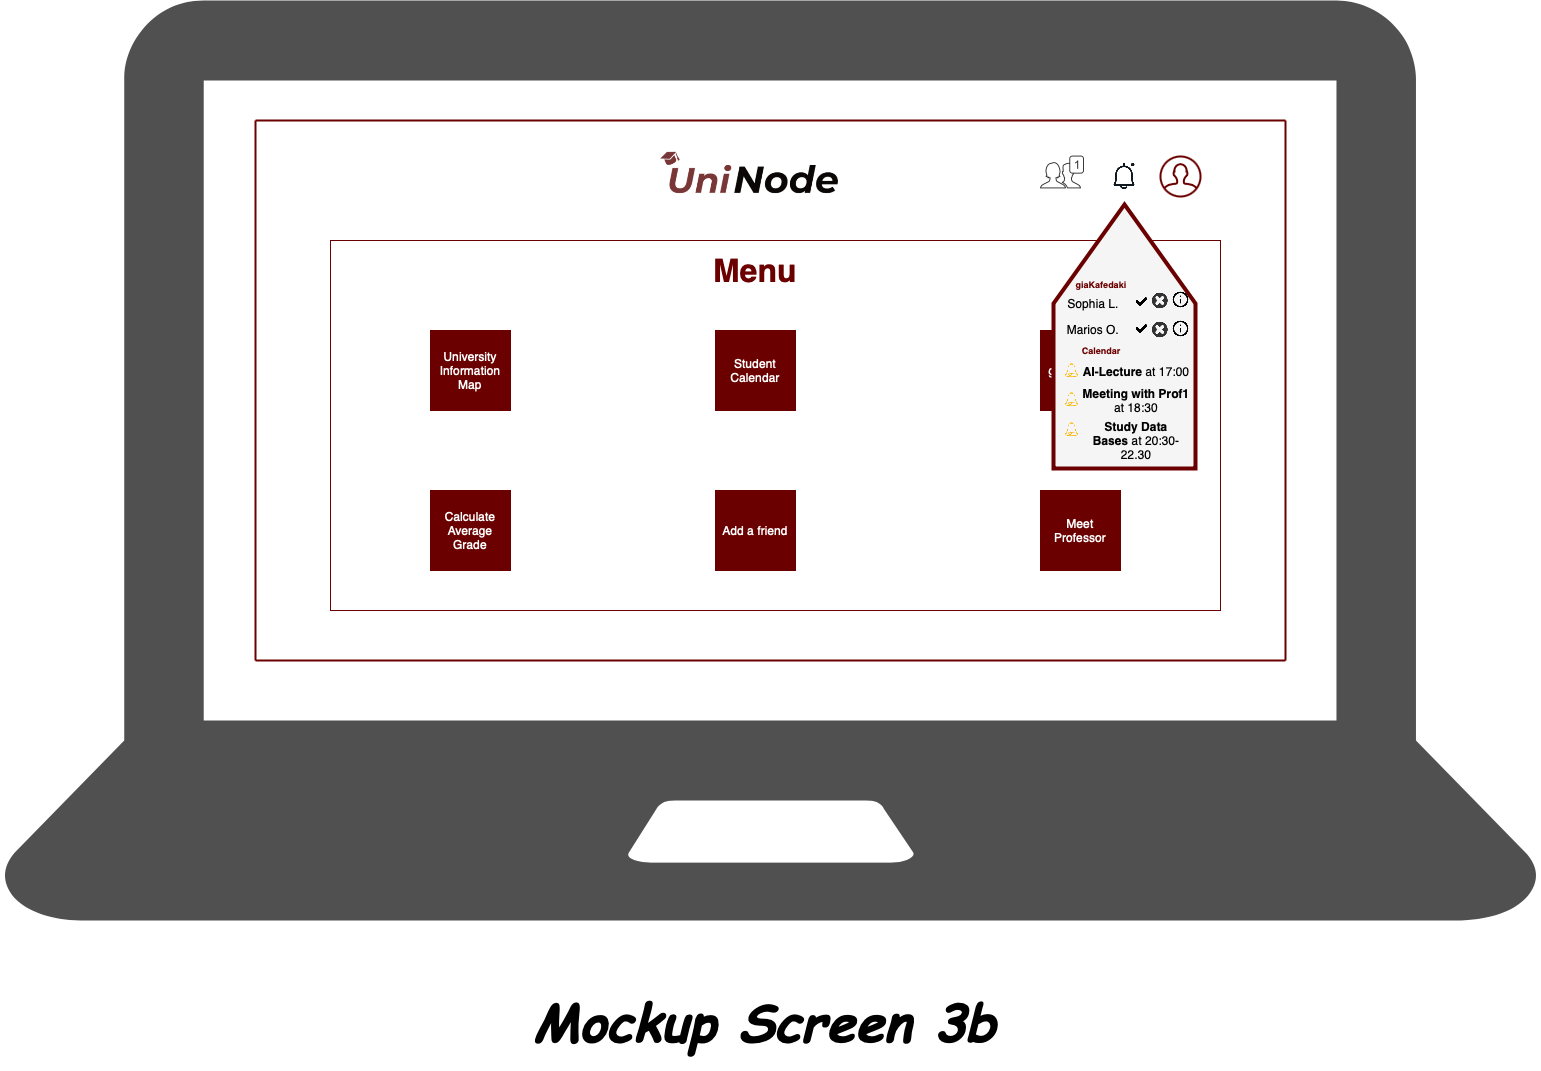 UniNode
1
Menu
giaKafedaki
Sophia L.
Marios O.
Calendar
AI-Lecture at 17:00
Meeting with Prof1
at 18:30
Study Data
Bases at 20:30-
22.30
University
Information
Map
Student
Calendar
Calculate
Average
Grade
Add a friend
Meet
Professor
Mockup Screen 3b